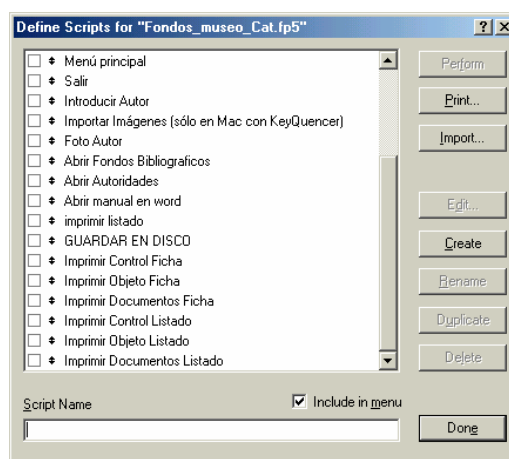 Define Scripts for "Fondos_museo_Cat.fp5"
Menú principal
Salir
Introducir Autor
Importar Imágenes (sólo en Mac con KeyQuencer)
Foto Autor
Abrir Fondos Bibliograficos
Abrir Autoridades
Abrir manual en word
imprimir listado
GUARDAR EN DISCO
Imprimir Control Ficha
Imprimir Objeto Ficha
Imprimir Documentos Ficha
Imprimir Control Listado
Imprimir Objeto Listado
Imprimir Documentos Listado
Perform
Print...
Import...
Edit...
Create
Rename
Duplicate
Delete
Script Name
Include in menu
Done